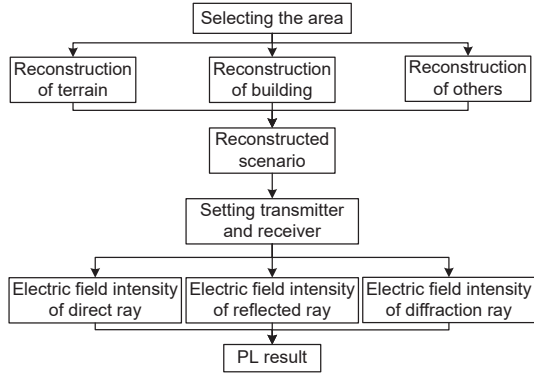 Selecting the area
Reconstruction
of terrain
Reconstruction
of building
Reconstruction
of others
Reconstructed
scenario
Setting transmitter
and receiver
Electric field intensity
of direct ray
Electric field intensity
of reflected ray
Electric field intensity
of diffraction ray
PL result